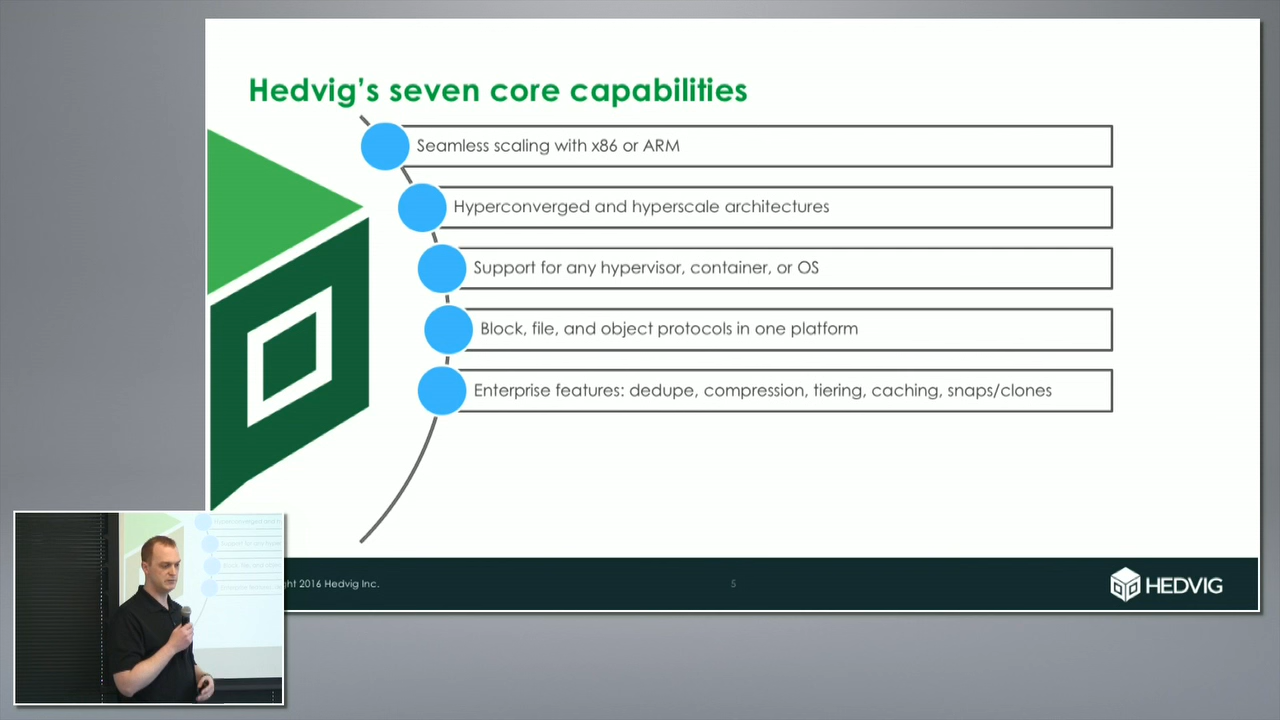 Hedvig's seven core capabilities
Seamless scaling with x86 or ARM
Hyperconverged and hyperscale architectures
Support for any hypervisor, container, or OS
Block, file, and object protocols in one platform
Enterprise features: dedupe, compression, tiering, caching, snaps/clones
2016 Hedvig Inc.
5
HEDVIG